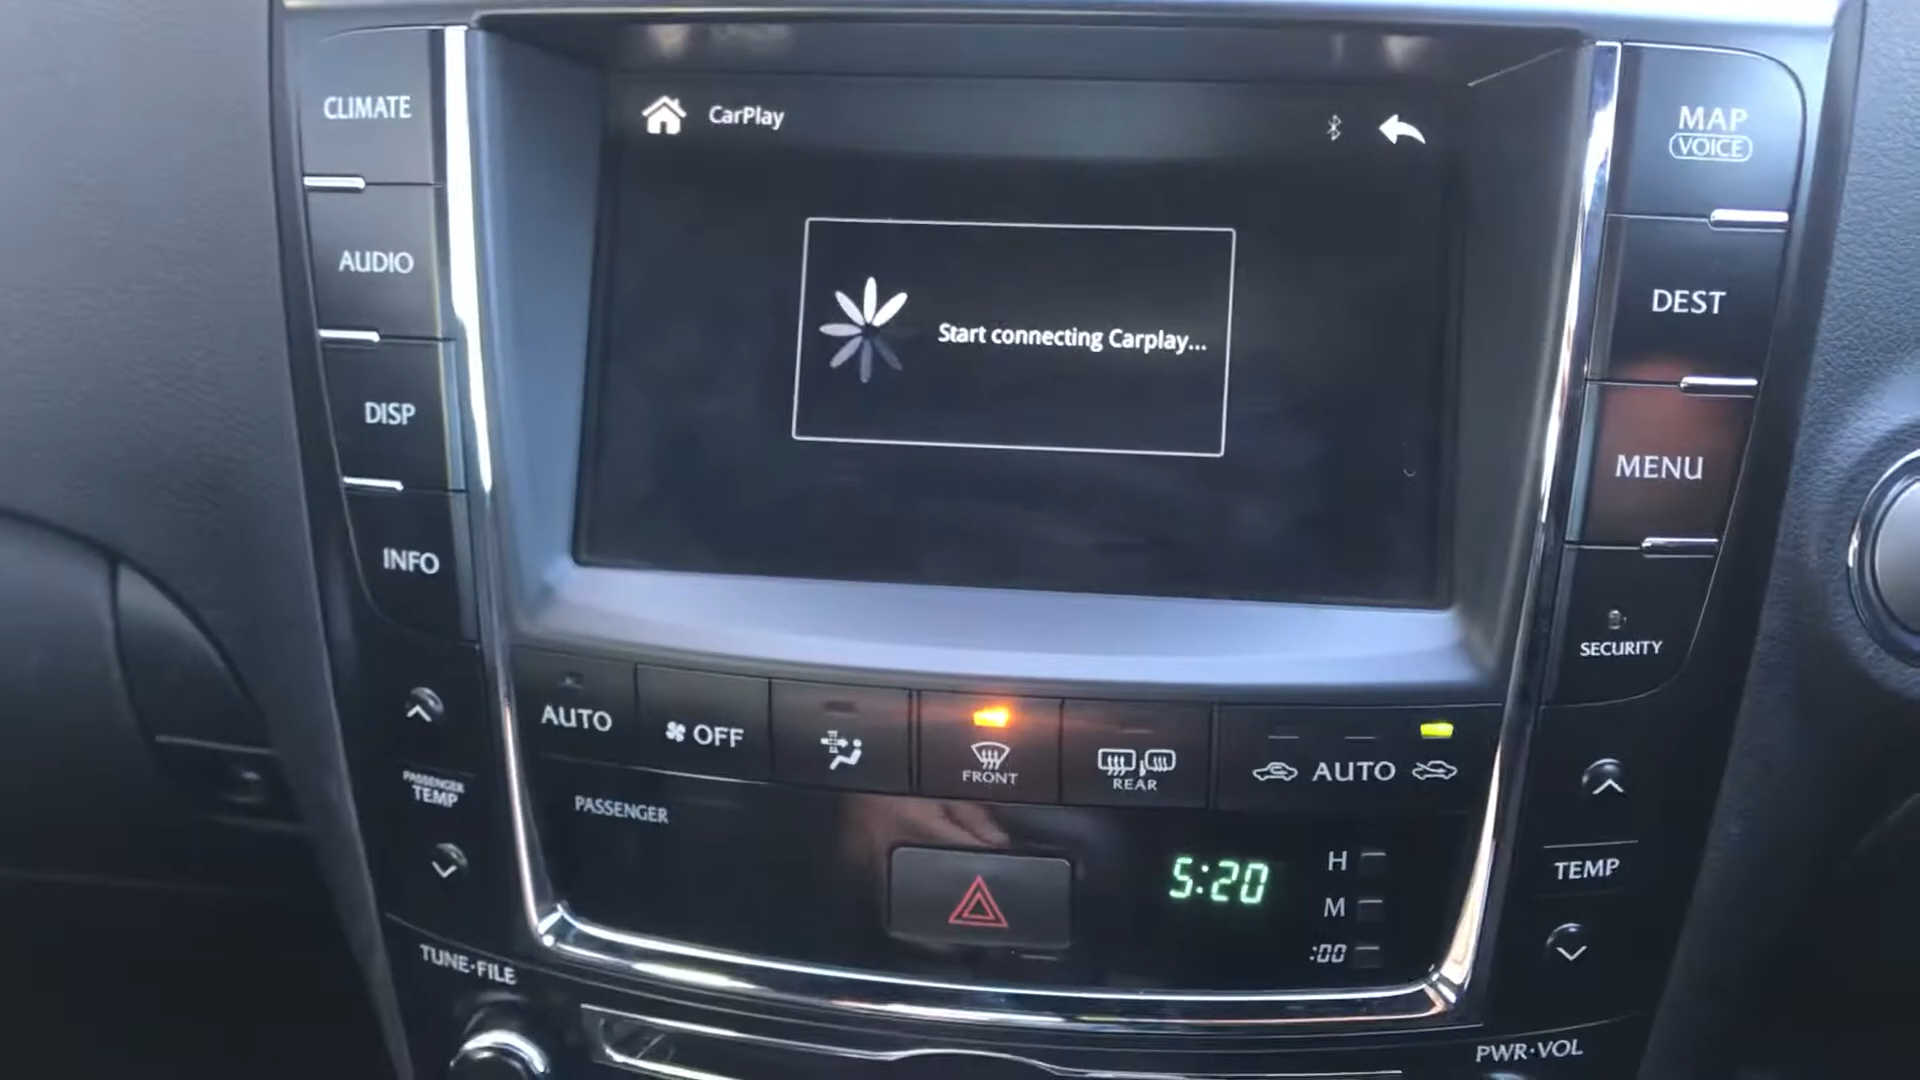 CLIMATE
AUDIO
DISP
INFO
CarPlay
Start connecting Carplay...
MAP
VOICE
DEST
MENU
SECURITY
AUTO
OFF
FRONT
REAR
AUTO
PASSENGER
TEMP
PASSENGER
5:20
H
M
:00
TEMP
TUNE·FILE
PWR·VOL